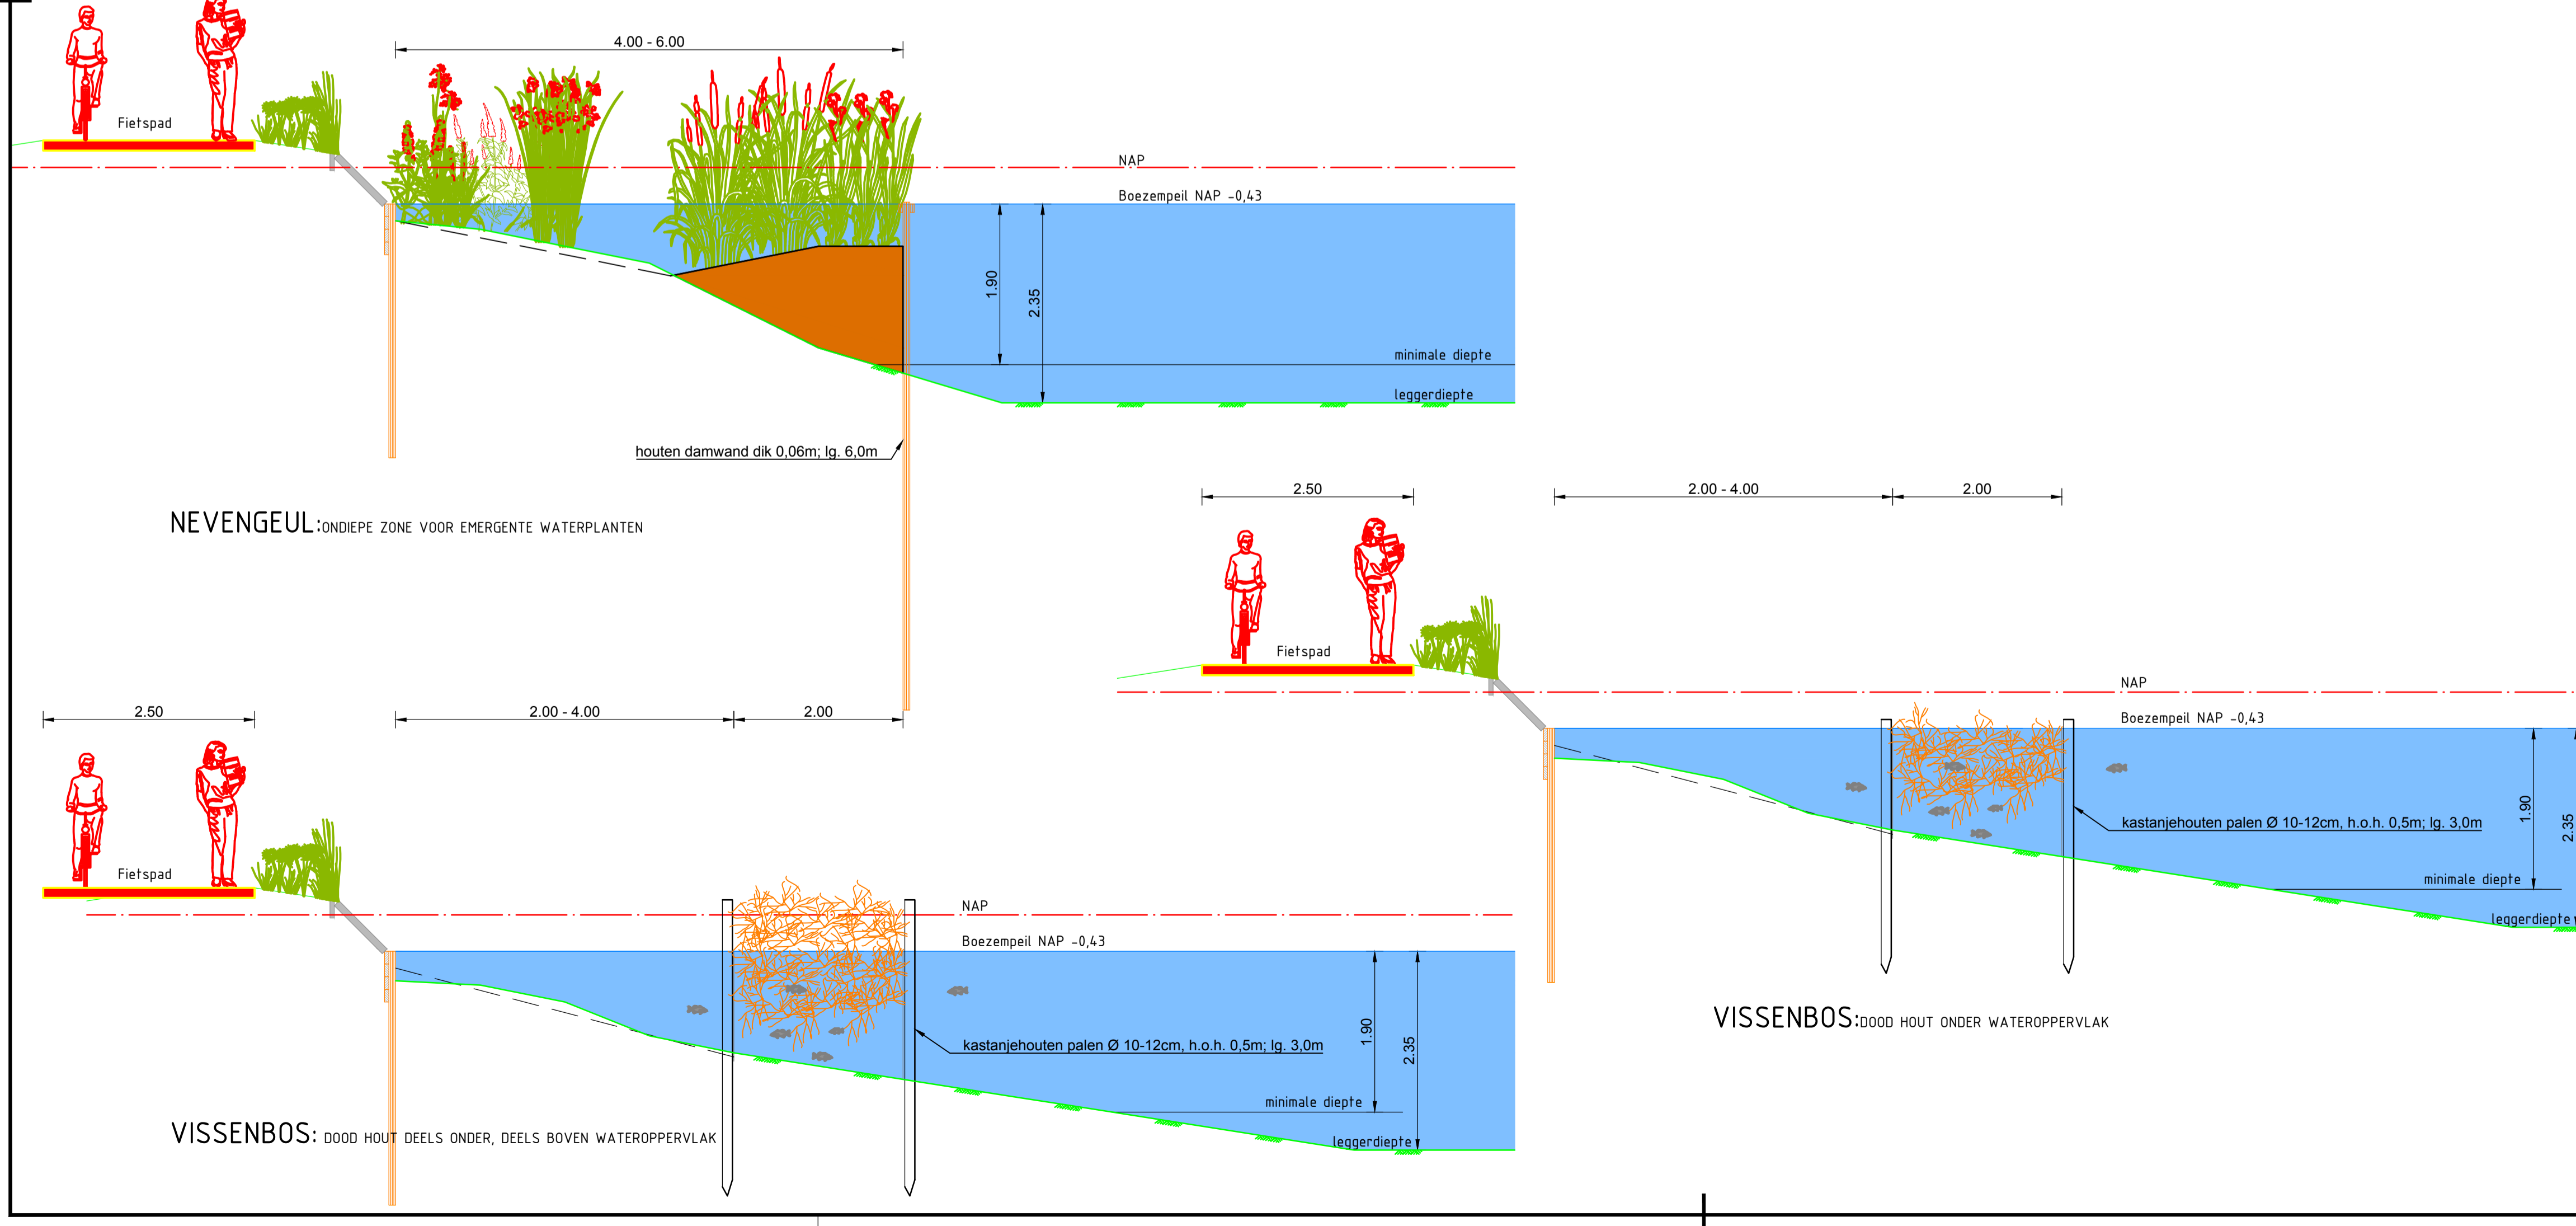 4.00 - 6.00
Fietspad
NAP
Boezempeil NAP -0,43
1.90
2.35
minimale diepte
leggerdiepte
houten damwand dik 0,06m; lg. 6,0m
NEVENGEUL:ONDIEPE ZONE VOOR EMERGENTE WATERPLANTEN
2.50
2.00 - 4.00
2.00
Fietspad
NAP
Boezempeil NAP -0,43
kastanjehouten palen Ø 10-12cm, h.o.h. 0,5m; lg. 3,0m
1.90
2.35
minimale diepte
leggerdiepte
VISSENBOS:DOOD HOUT ONDER WATEROPPERVLAK
2.50
2.00 - 4.00
2.00
Fietspad
NAP
Boezempeil NAP -0,43
kastanjehouten palen Ø 10-12cm, h.o.h. 0,5m; lg. 3,0m
1.90
2.35
minimale diepte
leggerdiepte
VISSENBOS: DOOD HOUT DEELS ONDER, DEELS BOVEN WATEROPPERVLAK